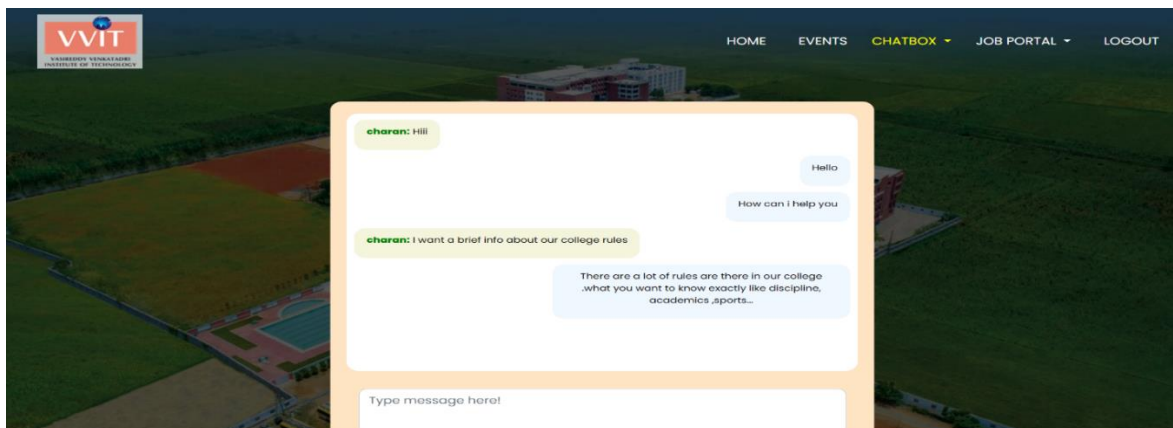 VVIT
VASIREDDY VENKATADRI
INSTITUTE OF TECHNOLOGY
HOME EVENTS CHATBOX JOB PORTAL LOGOUT
charan: Hiii
Hello
How can i help you
charan: I want a brief info about our college rules
There are a lot of rules are there in our college
.what you want to know exactly like discipline,
academics ,sports...
Type message here!